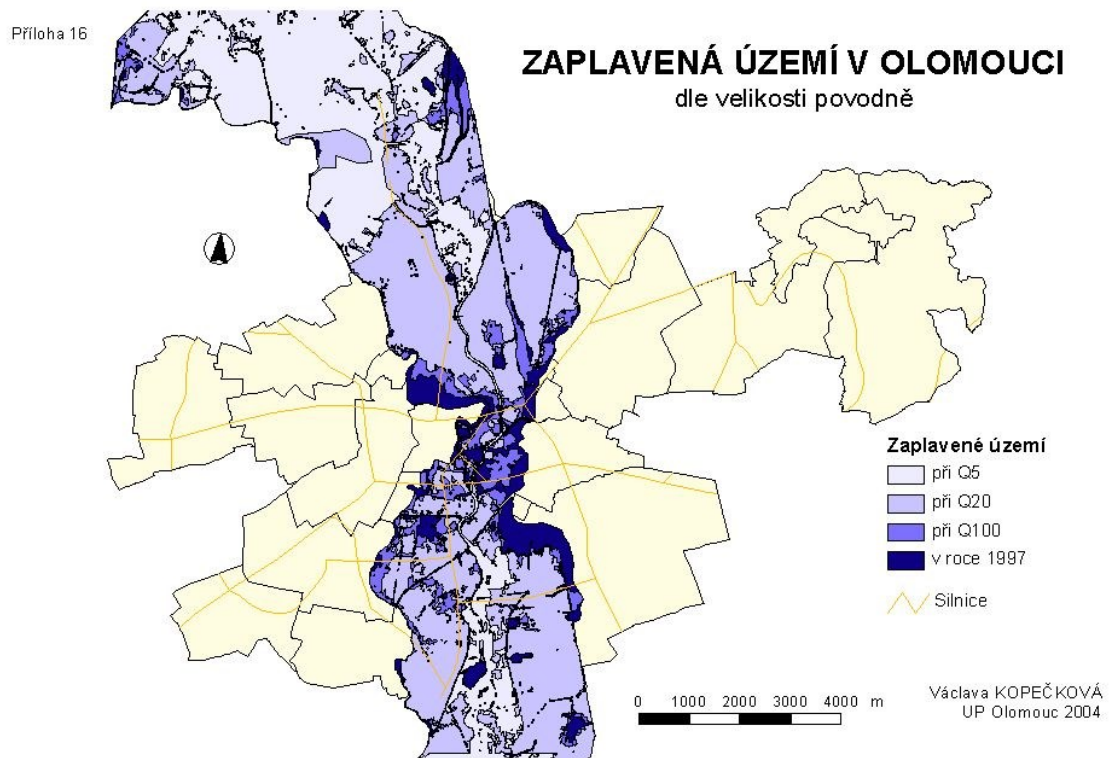 Příloha 16
ZAPLAVENÁ ÚZEMÍ V OLOMOUCI
dle velikosti povodně
Zaplavené území
při Q5
při Q20
při Q100
v roce 1997
Silnice
0 1000 2000 3000 4000 m
Václava KOPEČKOVÁ
UP Olomouc 2004